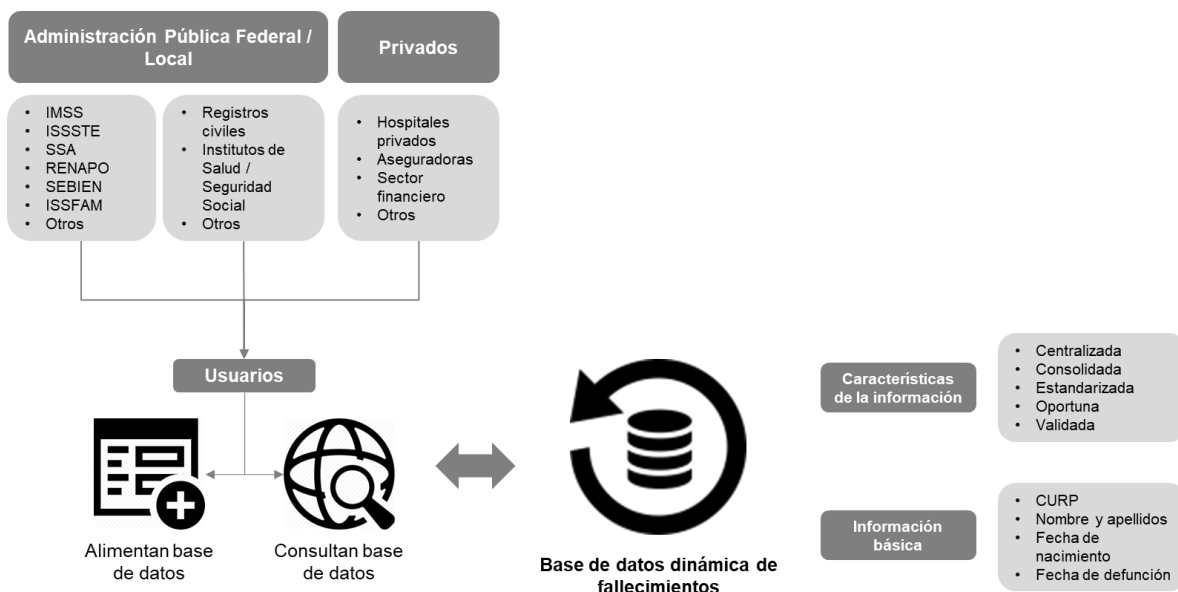 Administración Pública Federal /
Local
Privados
• IMSS
• ISSSTE
• SSA
• RENAPO
• SEBIEN
• ISSFAM
• Otros
• Registros
civiles
• Institutos de
Salud /
Seguridad
Social
• Otros
• Hospitales
privados
• Aseguradoras
• Sector
financiero
• Otros
Usuarios
Alimentan base
de datos
Consultan base
de datos
Base de datos dinámica de
fallecimientos
Características
de la información
• Centralizada
• Consolidada
• Estandarizada
• Oportuna
• Validada
Información
básica
• CURP
• Nombre y apellidos
• Fecha de
nacimiento
• Fecha de defunción